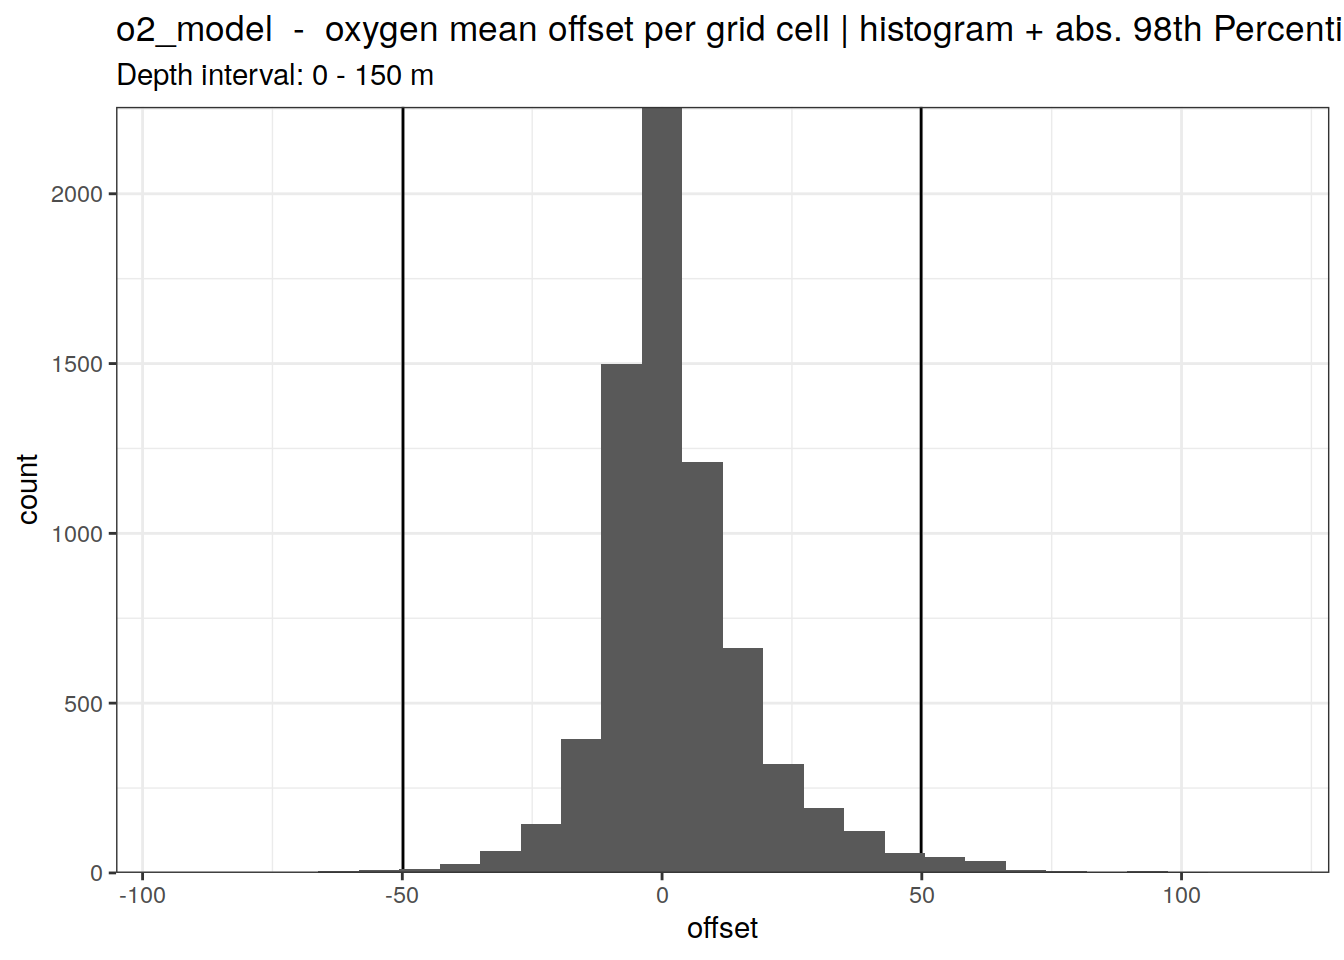 o2_model  -  oxygen mean offset per grid cell | histogram + abs. 98th Percenti
Depth interval: 0 - 150 m
2000
1500
1000
500
0
count
-100
-50
0
50
100
offset